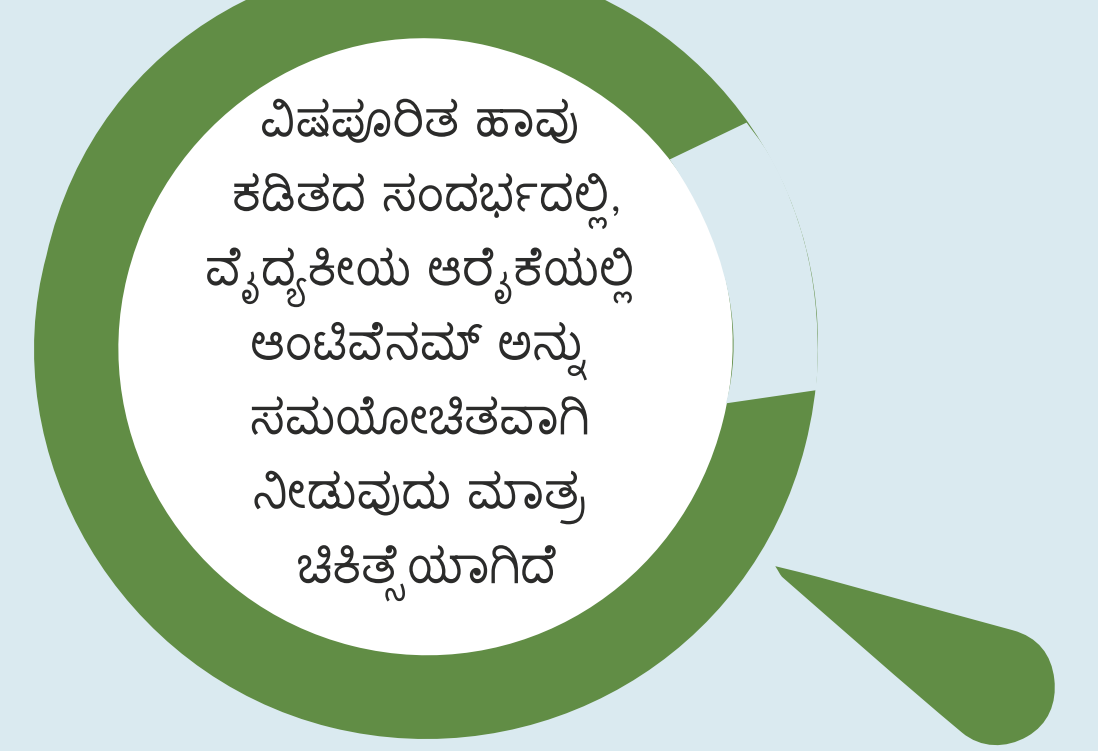 ವಿಷಪೂರಿತ ಹಾವು
ಕಡಿತದ ಸಂದರ್ಭದಲ್ಲಿ,
ವೈದ್ಯಕೀಯ ಆರೈಕೆಯಲ್ಲಿ
ಆಂಟಿವೆನಮ್ ಅನ್ನು
ಸಮಯೋಚಿತವಾಗಿ
ನೀಡುವುದು ಮಾತ್ರ
ಚಿಕಿತ್ಸೆಯಾಗಿದೆ